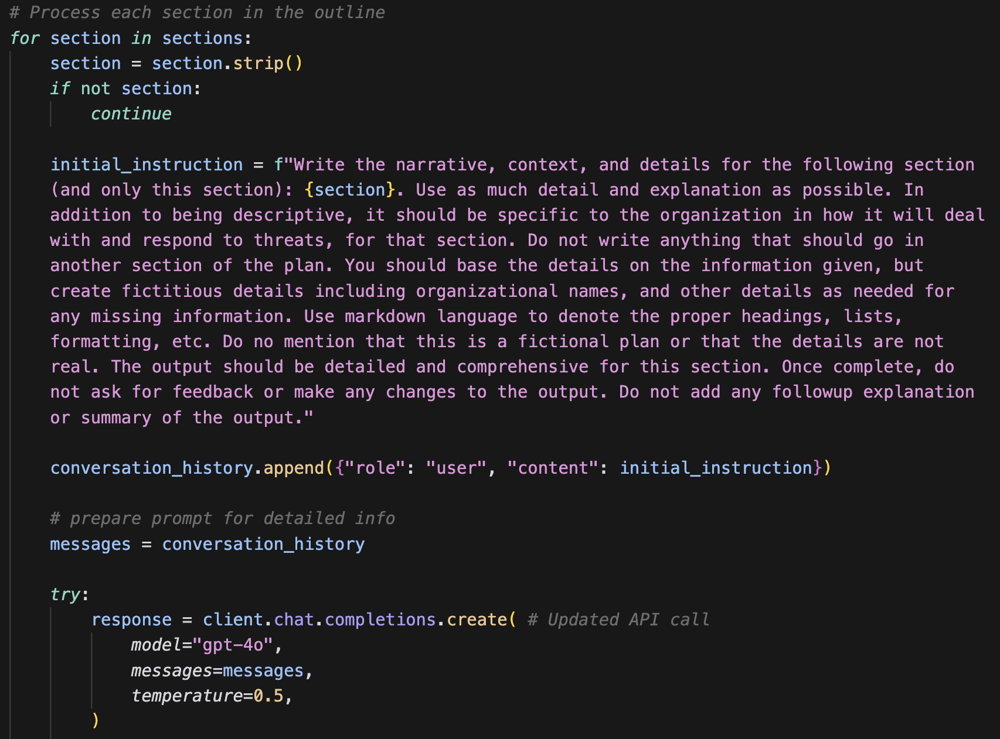 # Process each section in the outline
for section in sections:
section = section.strip()
if not section:
continue
initial_instruction = f"Write the narrative, context, and details for the following section
(and only this section): {section}. Use as much detail and explanation as possible. In
addition to being descriptive, it should be specific to the organization in how it will deal
with and respond to threats, for that section. Do not write anything that should go in
another section of the plan. You should base the details on the information given, but
create fictitious details including organizational names, and other details as needed for
any missing information. Use markdown language to denote the proper headings, lists,
formatting, etc. Do no mention that this is a fictional plan or that the details are not
real. The output should be detailed and comprehensive for this section. Once complete, do
not ask for feedback or make any changes to the output. Do not add any followup explanation
or summary of the output."
conversation_history.append({"role": "user", "content": initial_instruction})
# prepare prompt for detailed info
messages = conversation_history
try:
response = client.chat.completions.create( # Updated API call
model="gpt-4o",
messages=messages,
temperature=0.5,
)